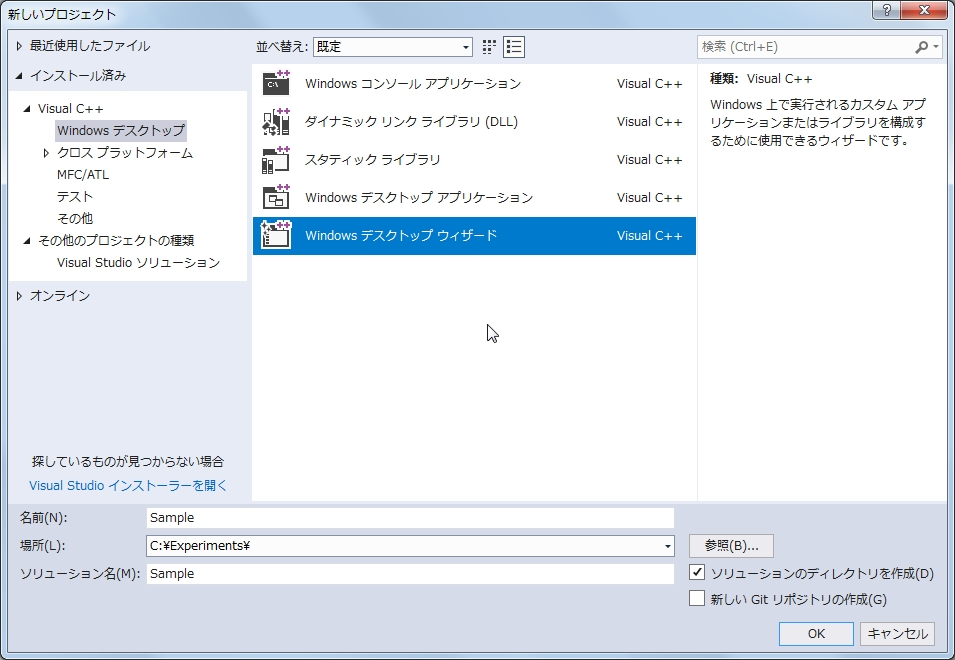 新しいプロジェクト
?
最近使用したファイル
インストール済み
Visual C++
Windows デスクトップ
クロス プラットフォーム
MFC/ATL
テスト
その他
その他のプロジェクトの種類
Visual Studio ソリューション
オンライン
探しているものが見つからない場合
Visual Studio インストーラーを開く
並べ替え: 既定
Windows コンソール アプリケーション Visual C++
ダイナミック リンク ライブラリ (DLL) Visual C++
スタティック ライブラリ Visual C++
Windows デスクトップ アプリケーション Visual C++
Windows デスクトップ ウィザード Visual C++
検索 (Ctrl+E)
種類: Visual C++
Windows 上で実行されるカスタム アプ
リケーションまたはライブラリを構成す
るために使用できるウィザードです。
名前(N): Sample
場所(L): C:¥Experiments¥
参照(B)...
ソリューション名(M): Sample
ソリューションのディレクトリを作成(D)
新しい Git リポジトリの作成(G)
OK
キャンセル